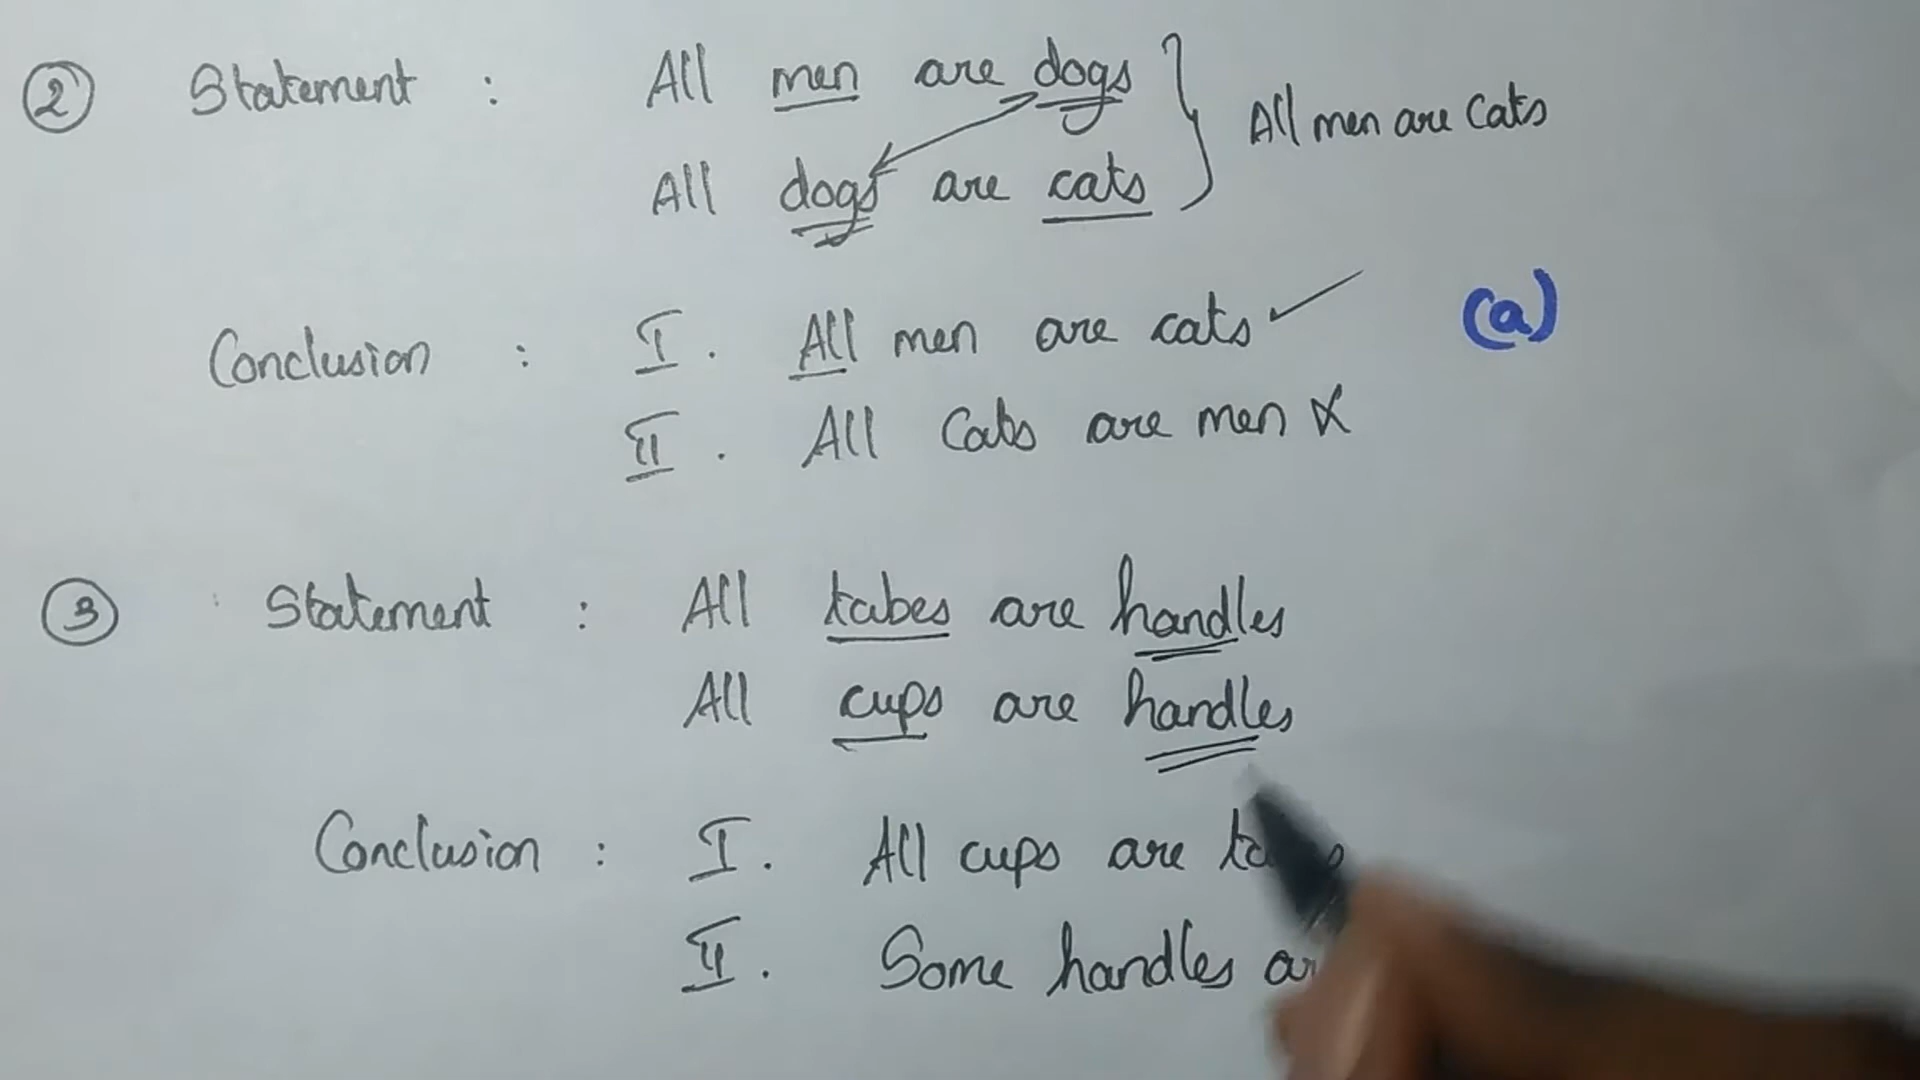 2 Statement : All men are dogs
All dogs are cats
All men are cats
Conclusion : I. All men are cats ✓
(a)
II. All Cats are men X
3 Statement : All tabes are handles
All cups are handles
Conclusion : I. All cups are
II. Some handles